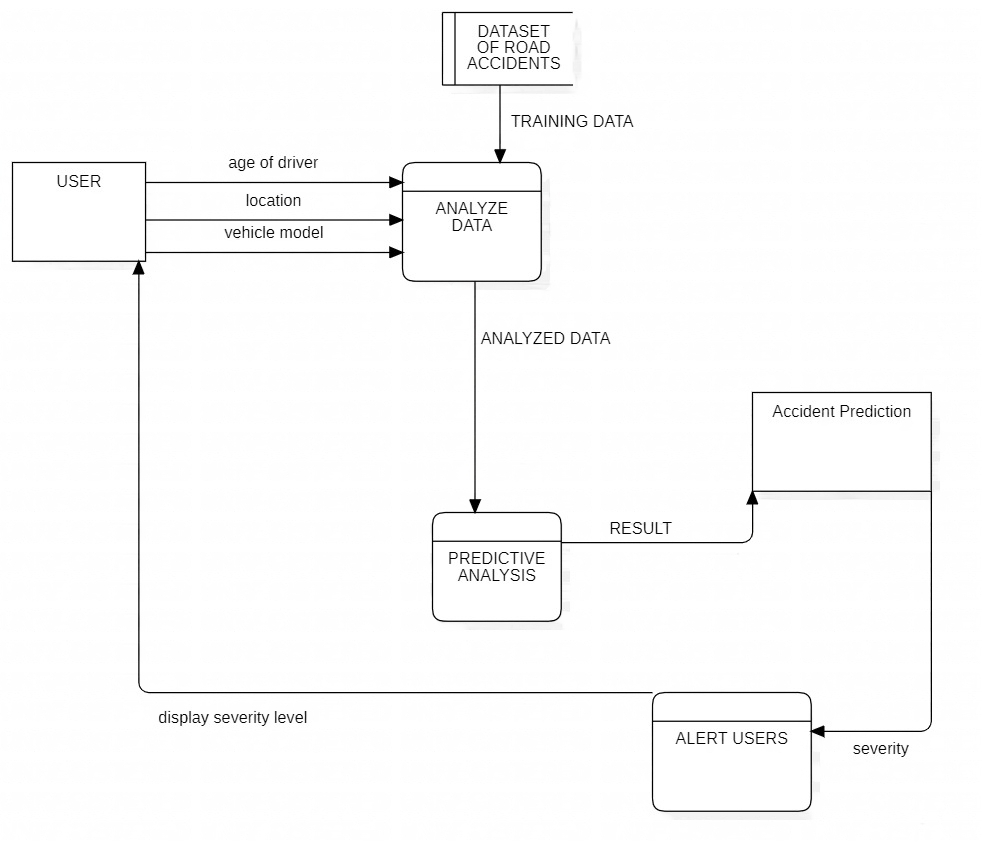 DATASET
OF ROAD
ACCIDENTS
TRAINING DATA
USER
age of driver
location
vehicle model
ANALYZE
DATA
ANALYZED DATA
Accident Prediction
RESULT
PREDICTIVE
ANALYSIS
display severity level
ALERT USERS
severity